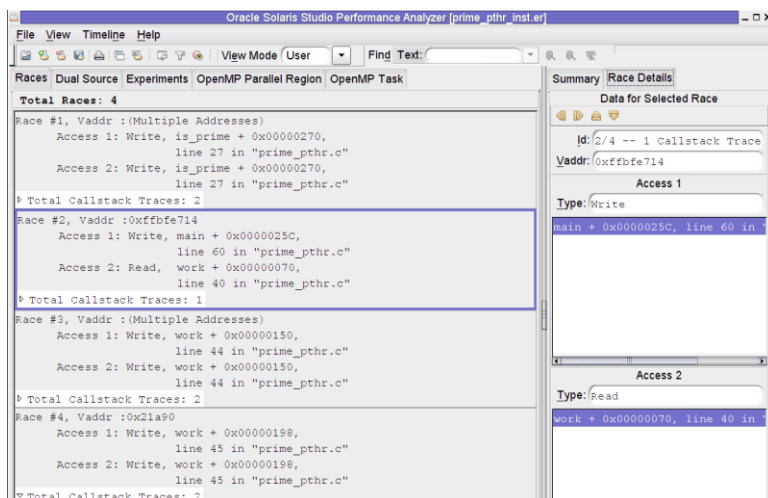 Oracle Solaris Studio Performance Analyzer [prime_pthr_inst.er]
File View Timeline Help
View Mode User Find Text:
Races Dual Source Experiments OpenMP Parallel Region OpenMP Task
Total Races: 4
Race #1, Vaddr :(Multiple Addresses)
Access 1: Write, is_prime + 0x00000270,
line 27 in "prime_pthr.c"
Access 2: Write, is_prime + 0x00000270,
line 27 in "prime_pthr.c"
Total Callstack Traces: 2
Race #2, Vaddr :0xffbfe714
Access 1: Write, main + 0x0000025C,
line 60 in "prime_pthr.c"
Access 2: Read, work + 0x00000070,
line 40 in "prime_pthr.c"
Total Callstack Traces: 1
Race #3, Vaddr :(Multiple Addresses)
Access 1: Write, work + 0x00000150,
line 44 in "prime_pthr.c"
Access 2: Write, work + 0x00000150,
line 44 in "prime_pthr.c"
Total Callstack Traces: 2
Race #4, Vaddr :0x21a90
Access 1: Write, work + 0x00000198,
line 45 in "prime_pthr.c"
Access 2: Write, work + 0x00000198,
line 45 in "prime_pthr.c"
Total Callstack Traces: 2
Summary Race Details
Data for Selected Race
Id: 2/4 -- 1 Callstack Trace
Vaddr: 0xffbfe714
Access 1
Type: Write
main + 0x0000025C, line 60 in "
Access 2
Type: Read
work + 0x00000070, line 40 in "